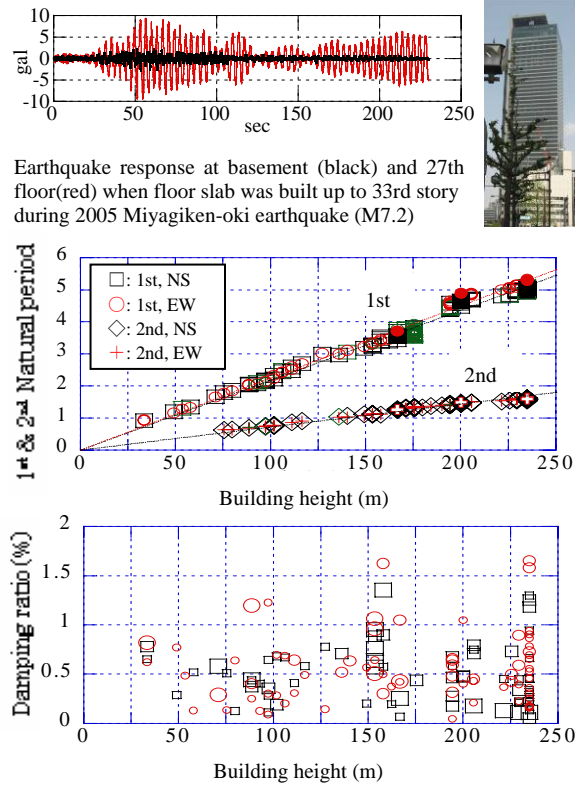 10
5
gal
0
-5
-10
0
50
100
150
200
250
sec
Earthquake response at basement (black) and 27th
floor(red) when floor slab was built up to 33rd story
during 2005 Miyagiken-oki earthquake (M7.2)
1st & 2nd Natural period
6
5
4
3
2
1
0
: 1st, NS
: 1st, EW
: 2nd, NS
: 2nd, EW
1st
2nd
0
50
100
150
200
250
Building height (m)
Damping ratio (%)
2
1.5
1
0.5
0
0
50
100
150
200
250
Building height (m)